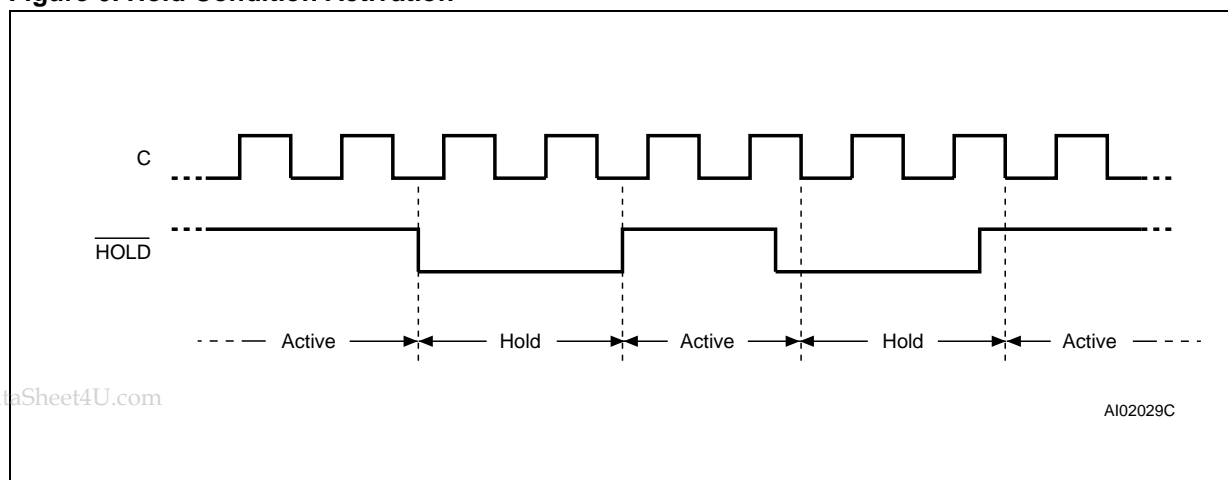 C
HOLD
Active Hold Active Hold Active
taSheet4U.com
AI02029C